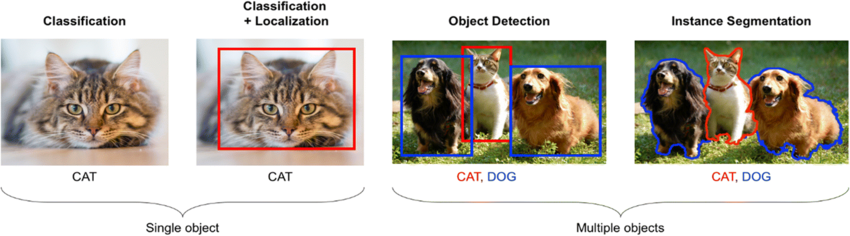 Classification
Classification
+ Localization
Object Detection
Instance Segmentation
CAT
CAT
CAT, DOG
CAT, DOG
Single object
Multiple objects